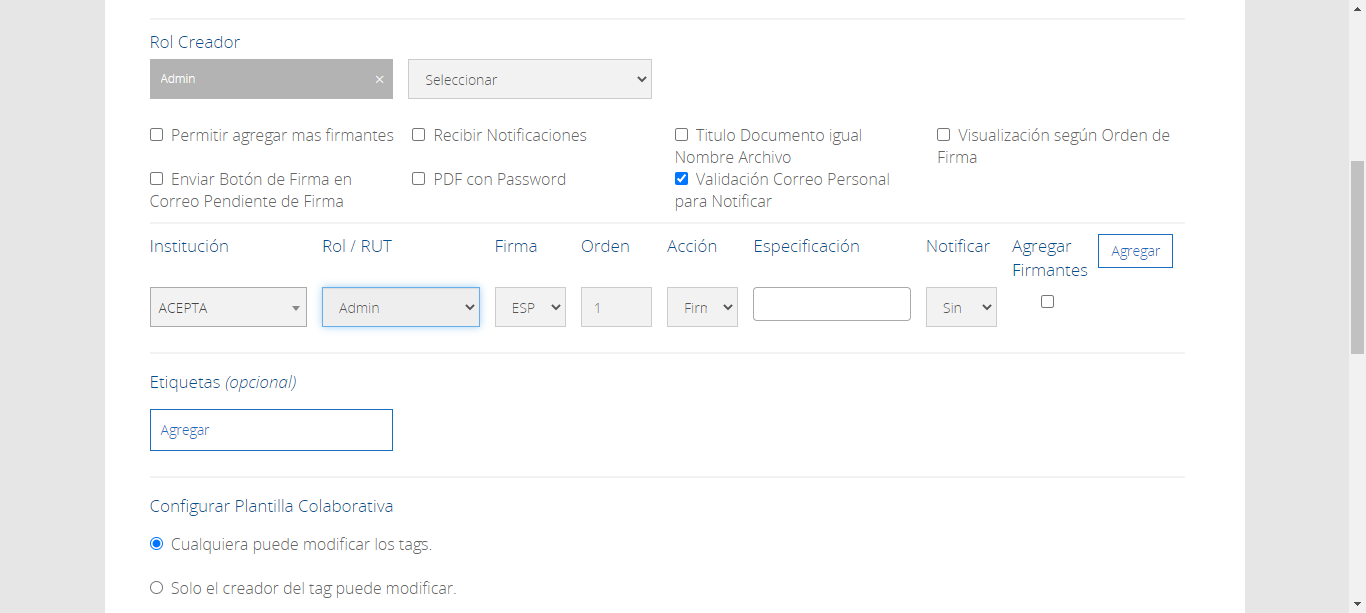 Rol Creador
Admin ×
Seleccionar
Permitir agregar mas firmantes
Recibir Notificaciones
Titulo Documento igual
Nombre Archivo
Visualización según Orden de
Firma
Enviar Botón de Firma en
Correo Pendiente de Firma
PDF con Password
Validación Correo Personal
para Notificar
Institución
Rol / RUT
Firma
Orden
Acción
Especificación
Notificar
Agregar
Firmantes
Agregar
ACEPTA
Admin
ESP
1
Firn
Sin
Etiquetas (opcional)
Agregar
Configurar Plantilla Colaborativa
Cualquiera puede modificar los tags.
Solo el creador del tag puede modificar.